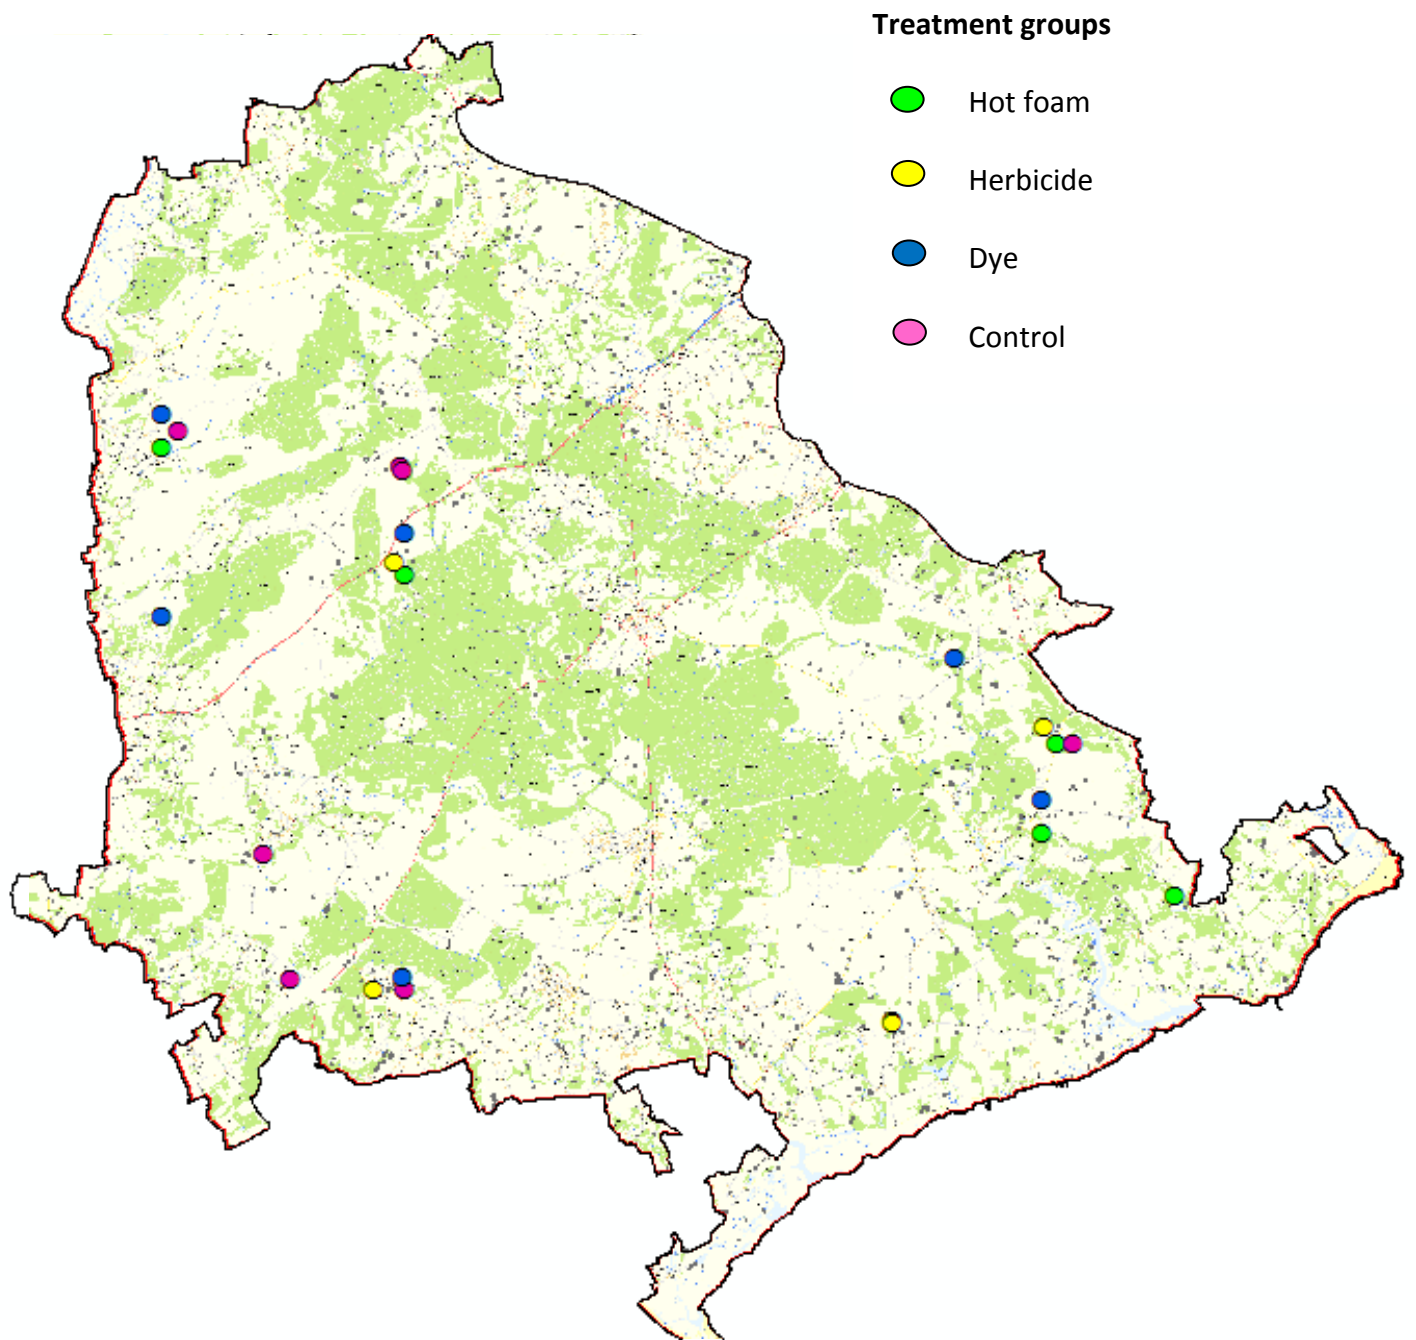 Treatment groups
Hot foam
Herbicide
Dye
Control